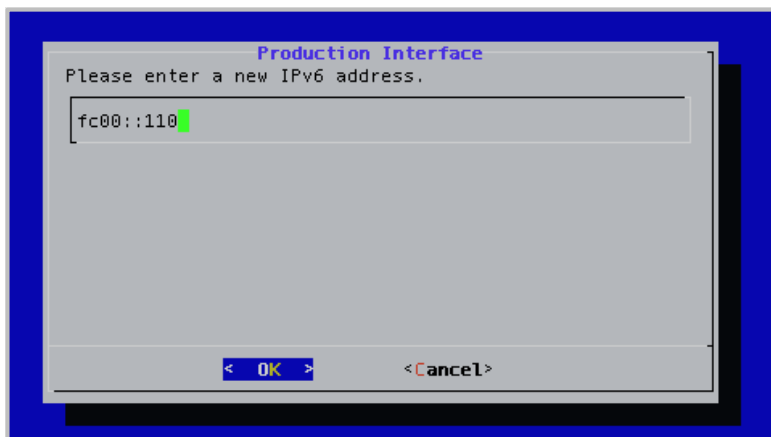 Production Interface
Please enter a new IPv6 address.
fc00::110
< OK > <Cancel>